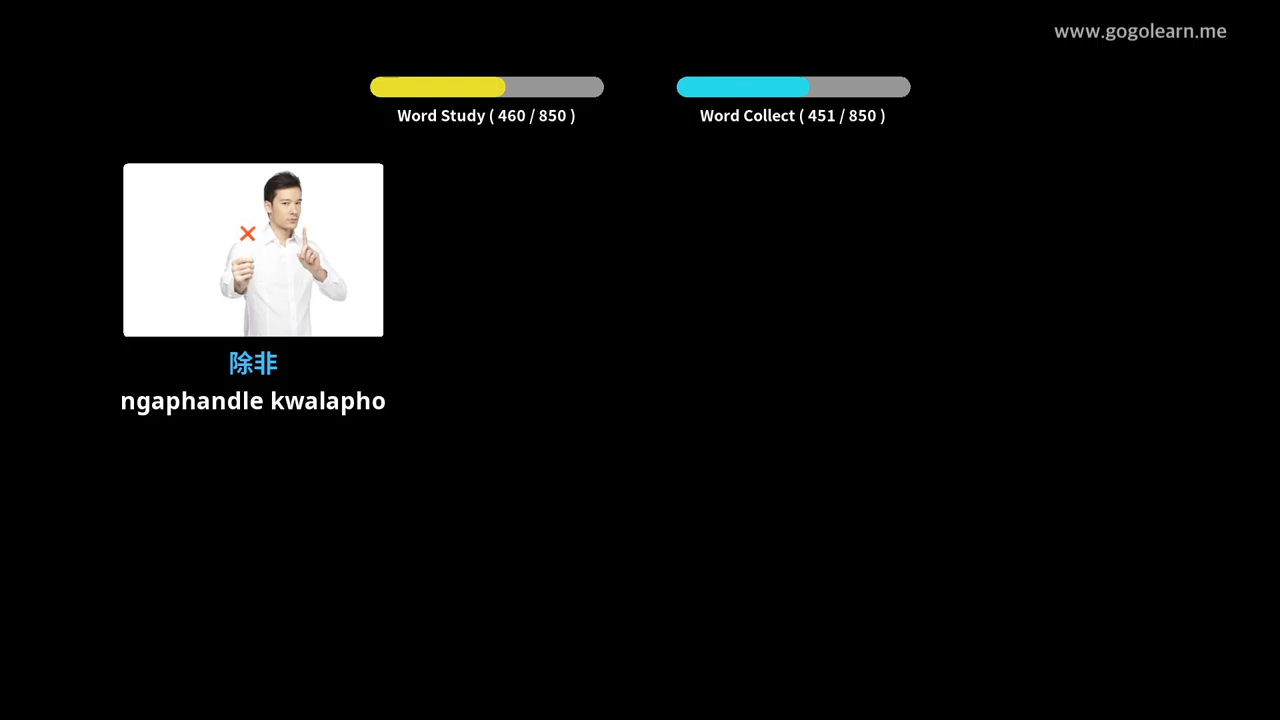 www.gogolearn.me
Word Study ( 460 / 850 )
Word Collect ( 451 / 850 )
除非
ngaphandle kwalapho